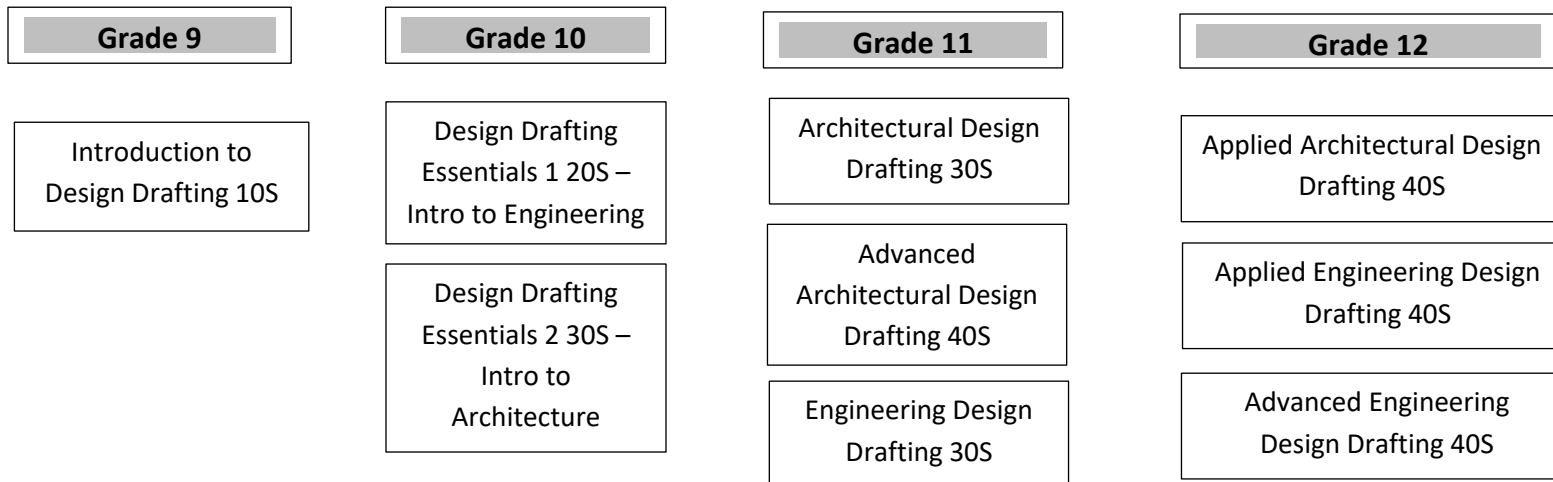 Grade 9
Grade 10
Grade 11
Grade 12
Introduction to
Design Drafting 10S
Design Drafting
Essentials 1 20S –
Intro to Engineering
Design Drafting
Essentials 2 30S –
Intro to
Architecture
Architectural Design
Drafting 30S
Advanced
Architectural Design
Drafting 40S
Engineering Design
Drafting 30S
Applied Architectural Design
Drafting 40S
Applied Engineering Design
Drafting 40S
Advanced Engineering
Design Drafting 40S